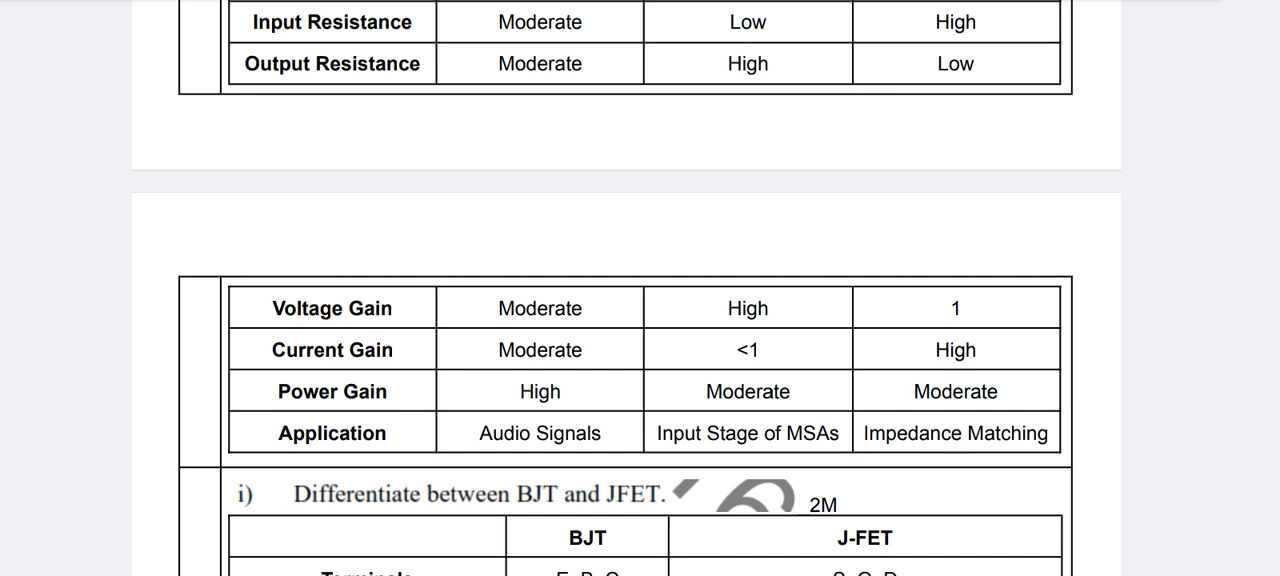 Input Resistance Moderate Low High
Output Resistance Moderate High Low
Voltage Gain Moderate High 1
Current Gain Moderate <1 High
Power Gain High Moderate Moderate
Application Audio Signals Input Stage of MSAs Impedance Matching
i) Differentiate between BJT and JFET. 2M
BJT J-FET